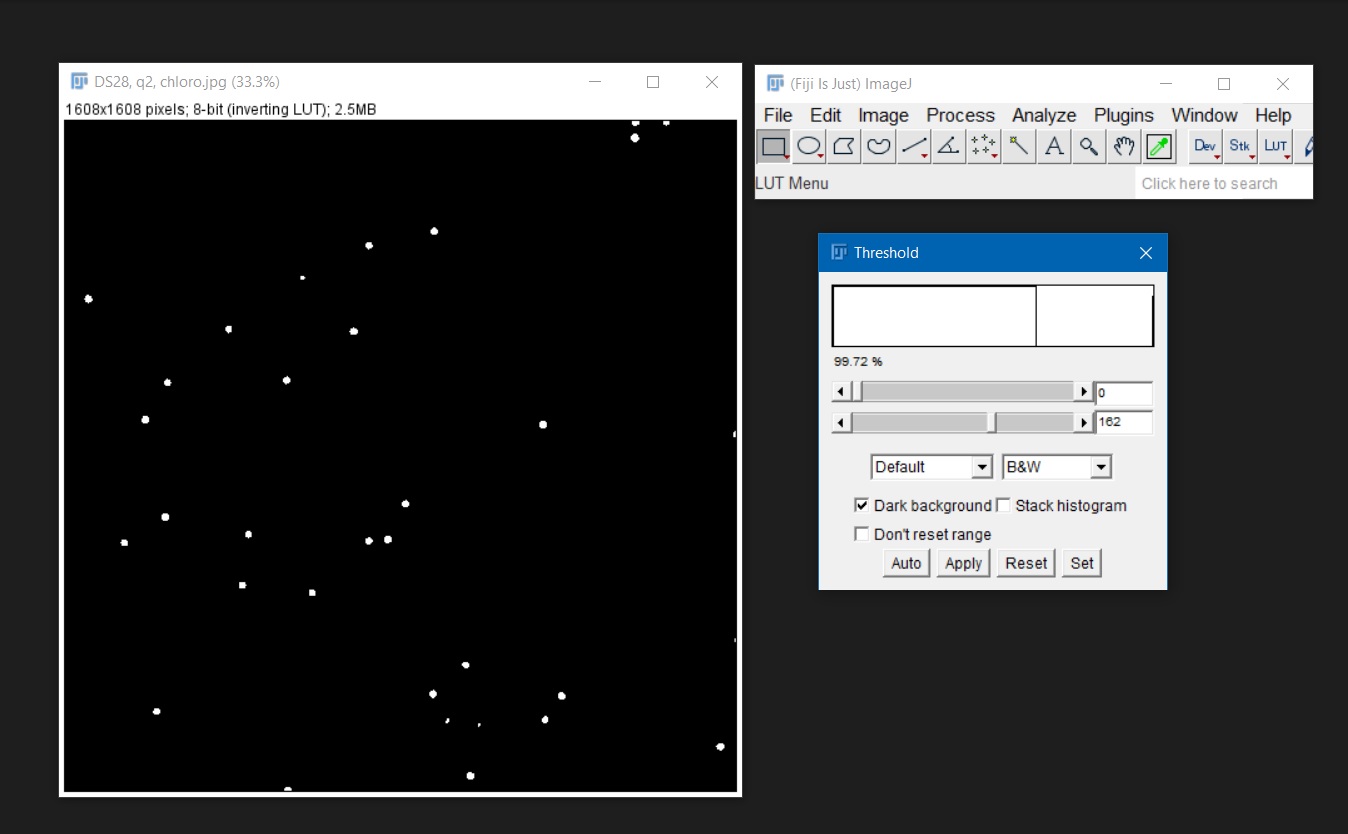 DS28, q2, chloro.jpg (33.3%)
1608x1608 pixels; 8-bit (inverting LUT); 2.5MB
(Fiji Is Just) ImageJ
File Edit Image Process Analyze Plugins Window Help
A Dev Stk LUT
LUT Menu
Click here to search
Threshold
99.72 %
0
162
Default B&W
Dark background Stack histogram
Don't reset range
Auto Apply Reset Set